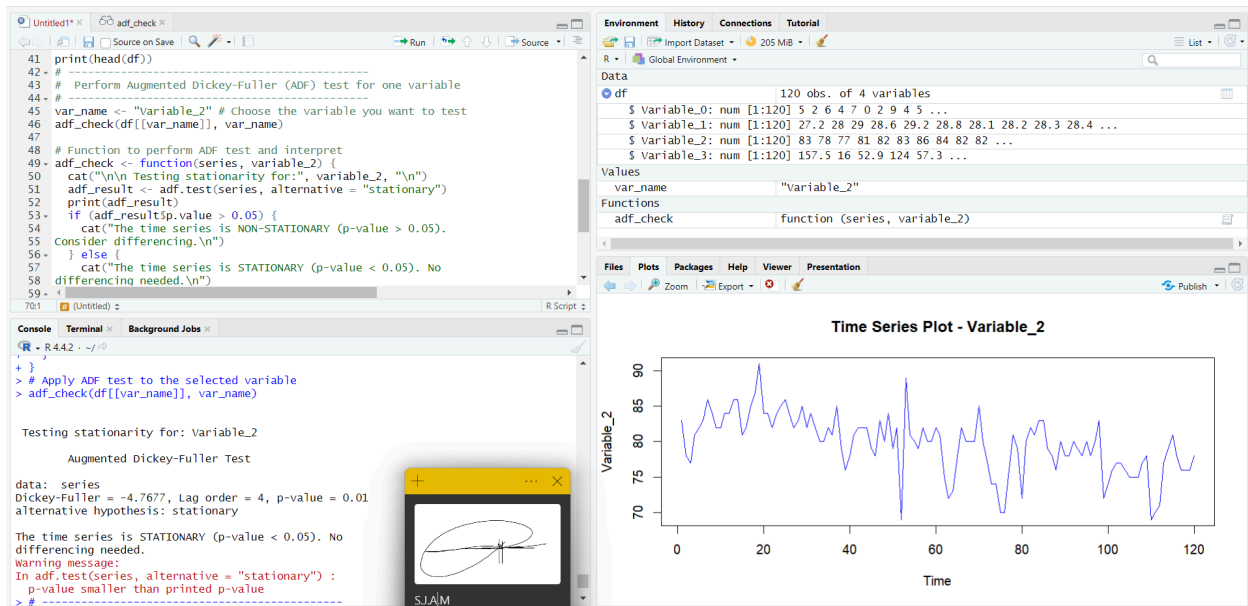 Untitled1* × adf_check ×
Source on Save Run Source
41 print(head(df))
42 # ----------------------------------------------
43 #  Perform Augmented Dickey-Fuller (ADF) test for one variable
44 # ----------------------------------------------
45 var_name <- "Variable_2" # Choose the variable you want to test
46 adf_check(df[[var_name]], var_name)
47
48 # Function to perform ADF test and interpret
49 adf_check <- function(series, variable_2) {
50   cat("\n\n Testing stationarity for:", variable_2, "\n")
51   adf_result <- adf.test(series, alternative = "stationary")
52   print(adf_result)
53   if (adf_result$p.value > 0.05) {
54     cat("The time series is NON-STATIONARY (p-value > 0.05).
55 Consider differencing.\n")
56   } else {
57     cat("The time series is STATIONARY (p-value < 0.05). No
58 differencing needed.\n")
59
70:1 # (Untitled) R Script
Console Terminal × Background Jobs ×
R R 4.4.2 · ~/
+ }
> # Apply ADF test to the selected variable
> adf_check(df[[var_name]], var_name)
Testing stationarity for: Variable_2
Augmented Dickey-Fuller Test
data:  series
Dickey-Fuller = -4.7677, Lag order = 4, p-value = 0.01
alternative hypothesis: stationary
The time series is STATIONARY (p-value < 0.05). No
differencing needed.
Warning message:
In adf.test(series, alternative = "stationary") :
  p-value smaller than printed p-value
> # ----------------------------------------------
S.J.A.M
Environment History Connections Tutorial
Import Dataset 205 MiB List
R Global Environment
Data
df 120 obs. of 4 variables
$ Variable_0: num [1:120] 5 2 6 4 7 0 2 9 4 5 ...
$ Variable_1: num [1:120] 27.2 28 29 28.6 29.2 28.8 28.1 28.2 28.3 28.4 ...
$ Variable_2: num [1:120] 83 78 77 81 82 83 86 84 82 82 ...
$ Variable_3: num [1:120] 157.5 16 52.9 124 57.3 ...
Values
var_name "Variable_2"
Functions
adf_check function (series, variable_2)
Files Plots Packages Help Viewer Presentation
Zoom Export Publish
Time Series Plot - Variable_2
Variable_2
90
85
80
75
70
0 20 40 60 80 100 120
Time